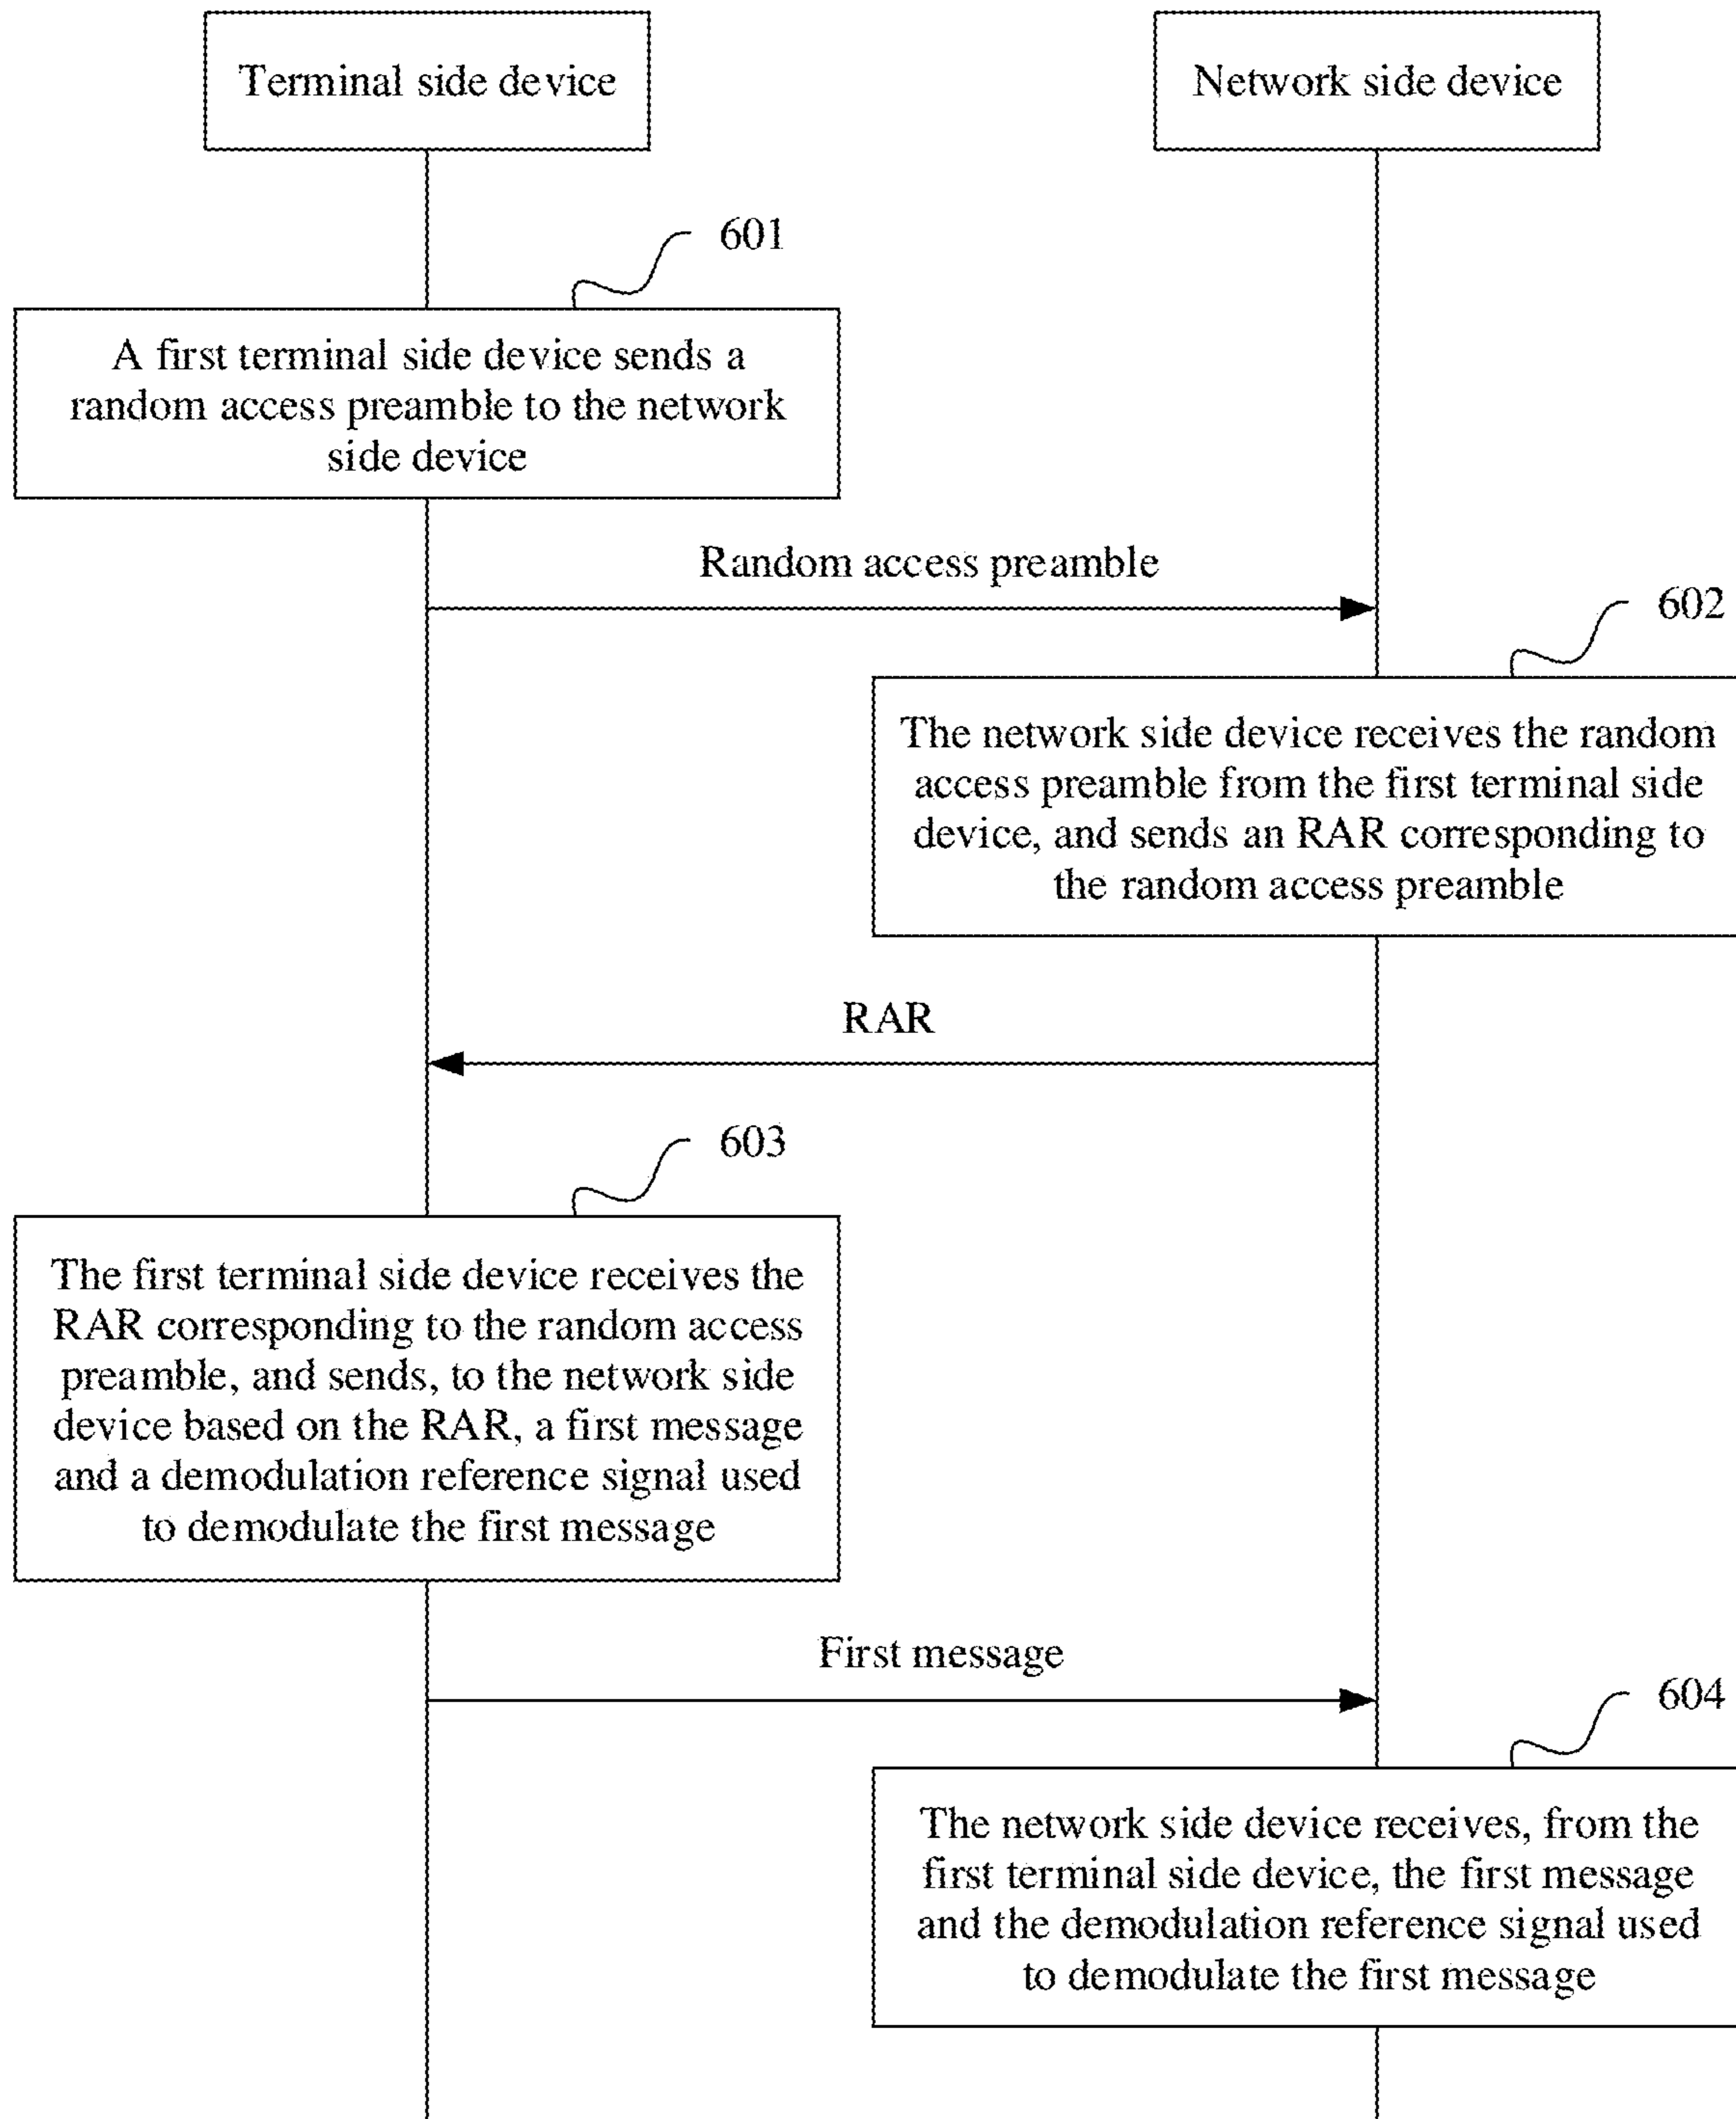 Terminal side device
Network side device
601
A first terminal side device sends a
random access preamble to the network
side device
Random access preamble
602
The network side device receives the random
access preamble from the first terminal side
device, and sends an RAR corresponding to
the random access preamble
RAR
603
The first terminal side device receives the
RAR corresponding to the random access
preamble, and sends, to the network side
device based on the RAR, a first message
and a demodulation reference signal used
to demodulate the first message
First message
604
The network side device receives, from the
first terminal side device, the first message
and the demodulation reference signal used
to demodulate the first message